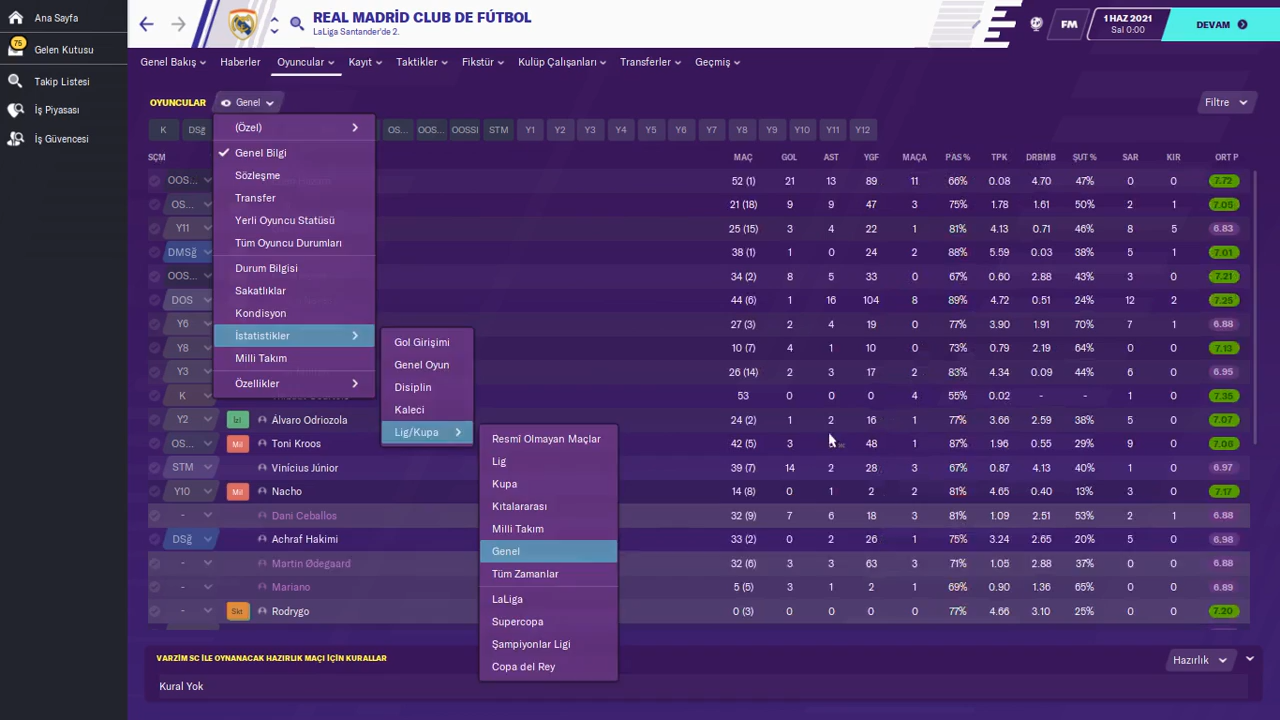 Ana Sayfa
75
Gelen Kutusu
Takip Listesi
İş Piyasası
İş Güvencesi
REAL MADRİD CLUB DE FÚTBOL
LaLiga Santander'de 2.
FM
1 HAZ 2021
Sal 0:00
DEVAM
Genel Bakış Haberler Oyuncular Kayıt Taktikler Fikstür Kulüp Çalışanları Transferler Geçmiş
OYUNCULAR Genel Filtre
K DSğ OS... OOS... OOSSl STM Y1 Y2 Y3 Y4 Y5 Y6 Y7 Y8 Y9 Y10 Y11 Y12
SÇM MAÇ GOL AST YGF MAÇA PAS % TPK DRBMB ŞUT % SAR KIR ORT P
OOS... 52 (1) 21 13 89 11 66% 0.08 4.70 47% 0 0 7.72
OS... 21 (18) 9 9 47 3 75% 1.78 1.61 50% 2 1 7.05
Y11 25 (15) 3 4 22 1 81% 4.13 0.71 46% 8 5 6.83
DMSğ 38 (1) 1 0 24 2 88% 5.59 0.03 38% 5 1 7.01
OOS... 34 (2) 8 5 33 0 67% 0.60 2.88 43% 3 0 7.21
DOS 44 (6) 1 16 104 8 89% 4.72 0.51 24% 12 2 7.25
Y6 27 (3) 2 4 19 0 77% 3.90 1.91 70% 7 1 6.88
Y8 10 (7) 4 1 10 0 73% 0.79 2.19 64% 0 0 7.13
Y3 26 (14) 2 3 17 2 83% 4.34 0.09 44% 6 0 6.95
K 53 0 0 0 4 55% 0.02 - - 1 0 7.35
Y2 İzl Álvaro Odriozola 24 (2) 1 2 16 1 77% 3.66 2.59 38% 5 0 7.07
OS... Mil Toni Kroos 42 (5) 3 48 1 87% 1.96 0.55 29% 9 0 7.06
STM Vinícius Júnior 39 (7) 14 2 28 3 67% 0.87 4.13 40% 1 0 6.97
Y10 Mil Nacho 14 (8) 0 1 2 2 81% 4.65 0.40 13% 3 0 7.17
- Dani Ceballos 32 (9) 7 6 18 3 81% 1.09 2.51 53% 2 1 6.88
DSğ Achraf Hakimi 33 (2) 0 2 26 1 75% 3.24 2.65 20% 5 0 6.98
- Martin Ødegaard 32 (6) 3 3 63 3 71% 1.05 2.88 37% 0 0 6.88
- Mariano 5 (5) 3 1 2 1 69% 0.90 1.36 65% 0 0 6.89
- Skt Rodrygo 0 (3) 0 0 0 0 77% 4.66 3.10 25% 0 0 7.20
(Özel)
Genel Bilgi
Sözleşme
Transfer
Yerli Oyuncu Statüsü
Tüm Oyuncu Durumları
Durum Bilgisi
Sakatlıklar
Kondisyon
İstatistikler
Milli Takım
Özellikler
Gol Girişimi
Genel Oyun
Disiplin
Kaleci
Lig/Kupa
Resmî Olmayan Maçlar
Lig
Kupa
Kıtalararası
Milli Takım
Genel
Tüm Zamanlar
LaLiga
Supercopa
Şampiyonlar Ligi
Copa del Rey
VARZİM SC İLE OYNANACAK HAZIRLIK MAÇI İÇİN KURALLAR
Hazırlık
Kural Yok